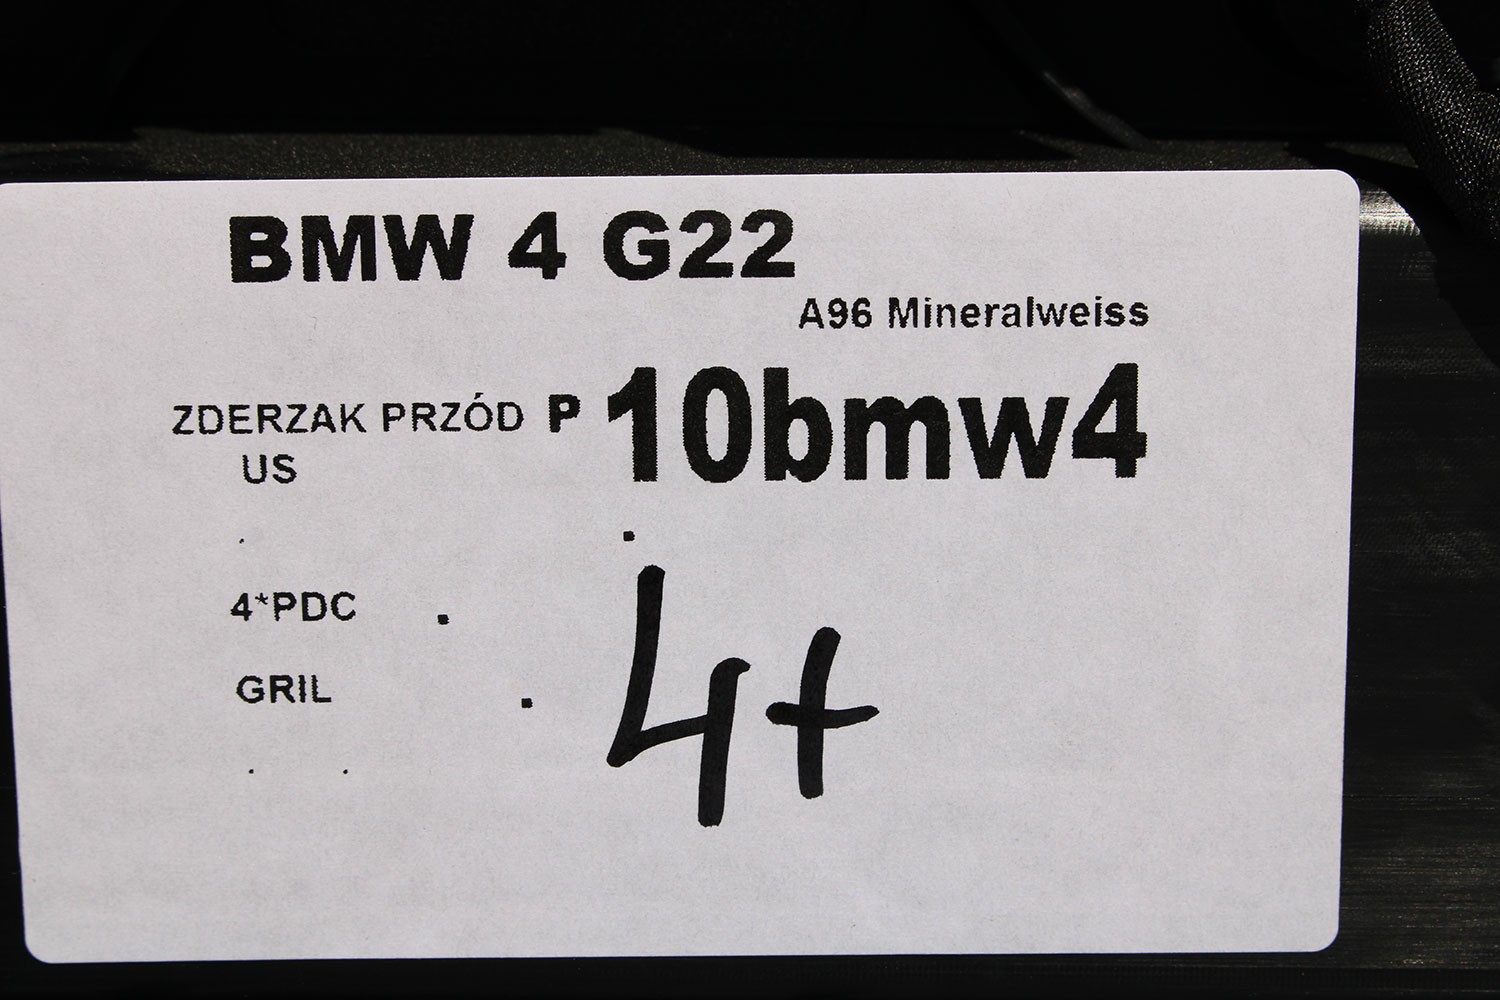 BMW 4 G22
A96 Mineralweiss
ZDERZAK PRZÓD P 10bmw4
US
4*PDC
GRIL
4+